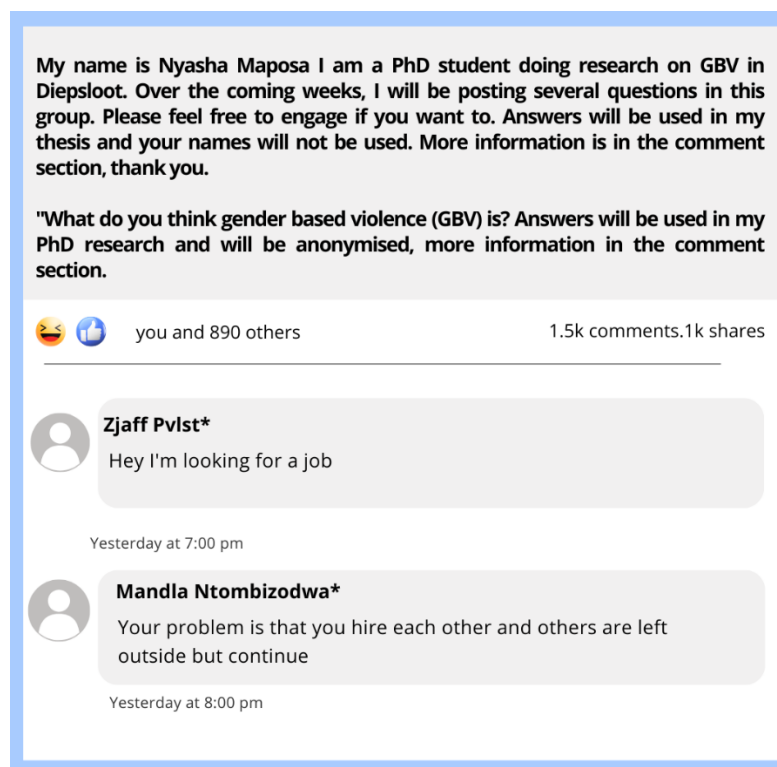 My name is Nyasha Maposa I am a PhD student doing research on GBV in
Diepsloot. Over the coming weeks, I will be posting several questions in this
group. Please feel free to engage if you want to. Answers will be used in my
thesis and your names will not be used. More information is in the comment
section, thank you.
"What do you think gender based violence (GBV) is? Answers will be used in my
PhD research and will be anonymised, more information in the comment
section.
you and 890 others 1.5k comments.1k shares
Zjaff Pvlst*
Hey I'm looking for a job
Yesterday at 7:00 pm
Mandla Ntombizodwa*
Your problem is that you hire each other and others are left
outside but continue
Yesterday at 8:00 pm